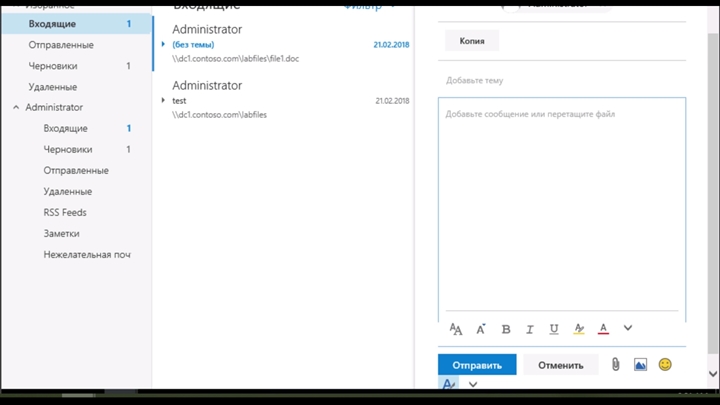 Избранное
Входящие 1
Отправленные
Черновики 1
Удаленные
Administrator
Входящие 1
Черновики 1
Отправленные
Удаленные
RSS Feeds
Заметки
Нежелательная поч
Входящие
Фильтр
Administrator
(без темы) 21.02.2018
\\dc1.contoso.com\labfiles\file1.doc
Administrator
test 21.02.2018
\\dc1.contoso.com\labfiles
Administrator
Копия
Добавьте тему
Добавьте сообщение или перетащите файл
Отправить
Отменить